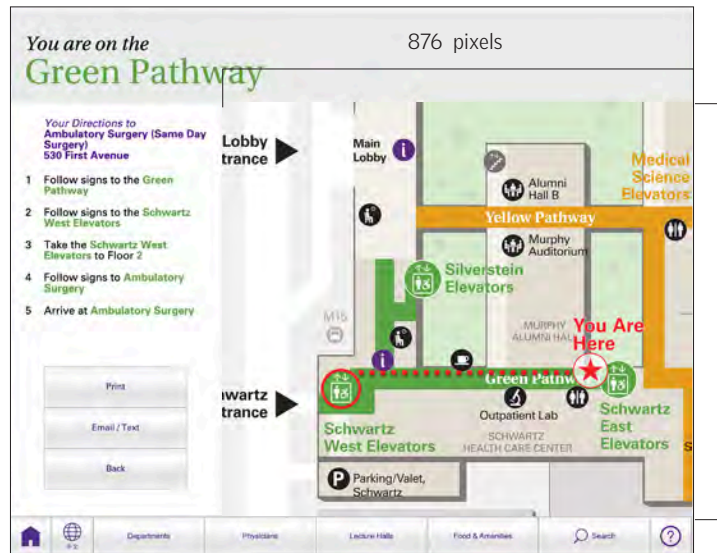 You are on the
Green Pathway
876 pixels
Your Directions to
Ambulatory Surgery (Same Day
Surgery)
530 First Avenue
1 Follow signs to the Green
Pathway
2 Follow signs to the Schwartz
West Elevators
3 Take the Schwartz West
Elevators to Floor 2
4 Follow signs to Ambulatory
Surgery
5 Arrive at Ambulatory Surgery
Print
Email / Text
Back
Lobby
trance
Main
Lobby
i
Alumni
Hall B
Medical
Science
Elevators
Yellow Pathway
Murphy
Auditorium
Silverstein
Elevators
M15
MURPHY
ALUMNI HALL
You Are
Here
i
Green Pathw
hwartz
trance
Outpatient Lab
Schwartz
West Elevators
SCHWARTZ
HEALTH CARE CENTER
Schwartz
East
Elevators
S
P
Parking/Valet,
Schwartz
Departments
Physicians
Lecture Halls
Food & Amenities
Search
?